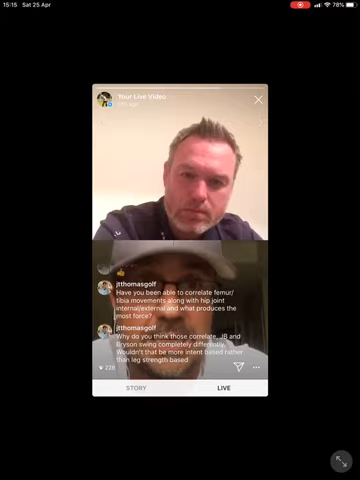 15:15 Sat 25 Apr
78%
Your Live Video
jtthomasgolf
Have you been able to correlate femur/
tibia movements along with hip joint
internal/external and what produces the
most force?
jtthomasgolf
Why do you think those correlate, JB and
Bryson swing completely differently.
Wouldn't that be more intent based rather
than leg strength based
228
STORY
LIVE